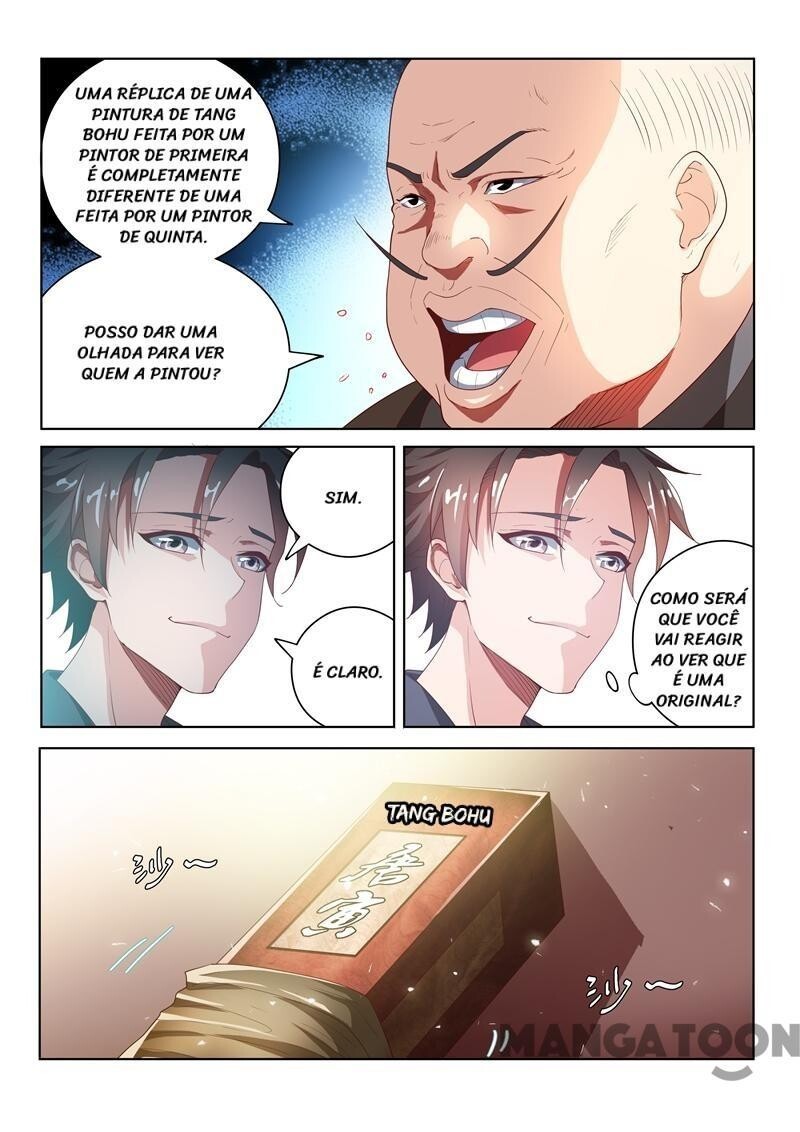 UMA RÉPLICA DE UMA
PINTURA DE TANG
BOHU FEITA POR UM
PINTOR DE PRIMEIRA
É COMPLETAMENTE
DIFERENTE DE UMA
FEITA POR UM PINTOR
DE QUINTA.
POSSO DAR UMA
OLHADA PARA VER
QUEM A PINTOU?
SIM.
É CLARO.
COMO SERÁ
QUE VOCÊ
VAI REAGIR
AO VER QUE
É UMA
ORIGINAL?
TANG BOHU
唐
寅
沙～
沙～
MANGATOON